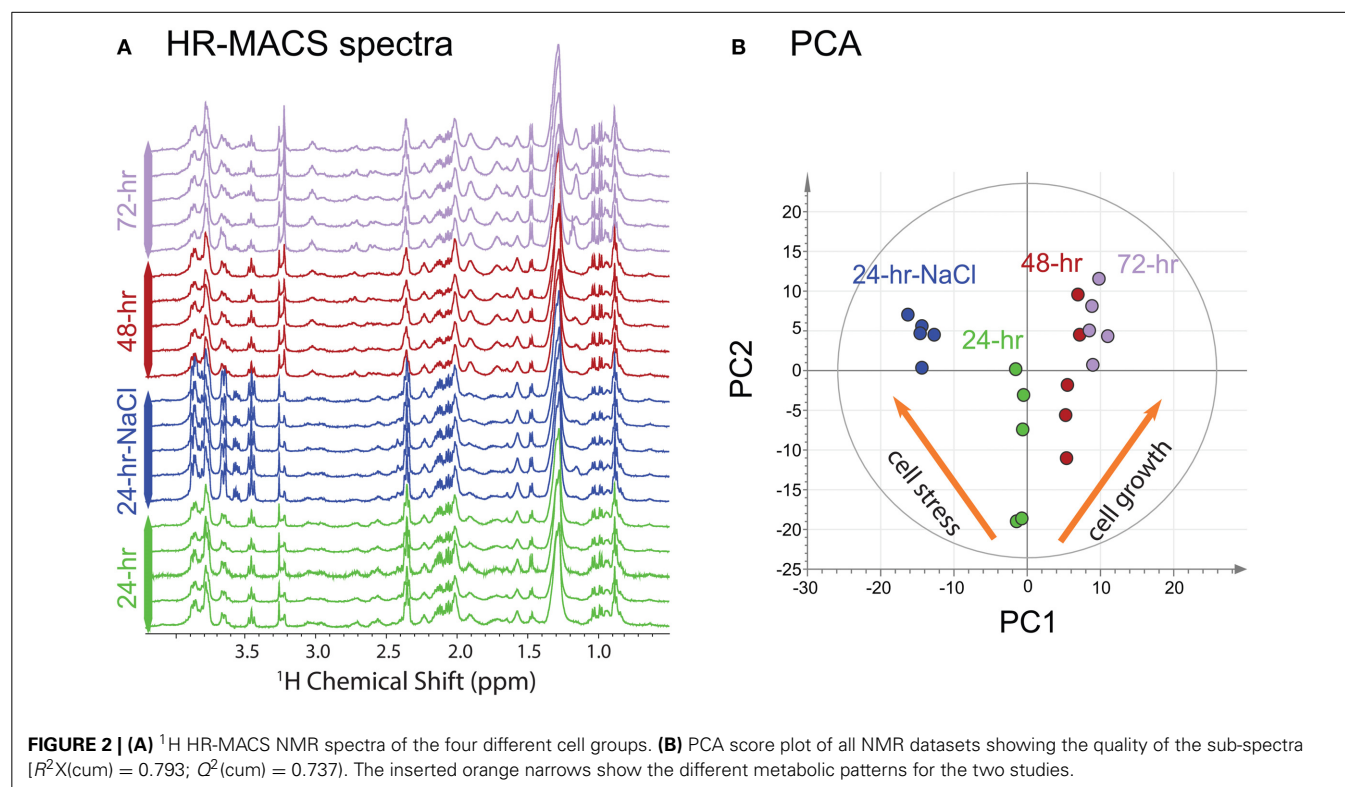 A HR-MACS spectra
72-hr
48-hr
24-hr-NaCl
24-hr
3.5 3.0 2.5 2.0 1.5 1.0
¹H Chemical Shift (ppm)
B PCA
PC2
20
15
10
5
0
-5
-10
-15
-20
-25
24-hr-NaCl
48-hr
72-hr
24-hr
cell stress
cell growth
-30 -20 -10 0 10 20
PC1
FIGURE 2 | (A) ¹H HR-MACS NMR spectra of the four different cell groups. (B) PCA score plot of all NMR datasets showing the quality of the sub-spectra
[R²X(cum) = 0.793; Q²(cum) = 0.737). The inserted orange narrows show the different metabolic patterns for the two studies.